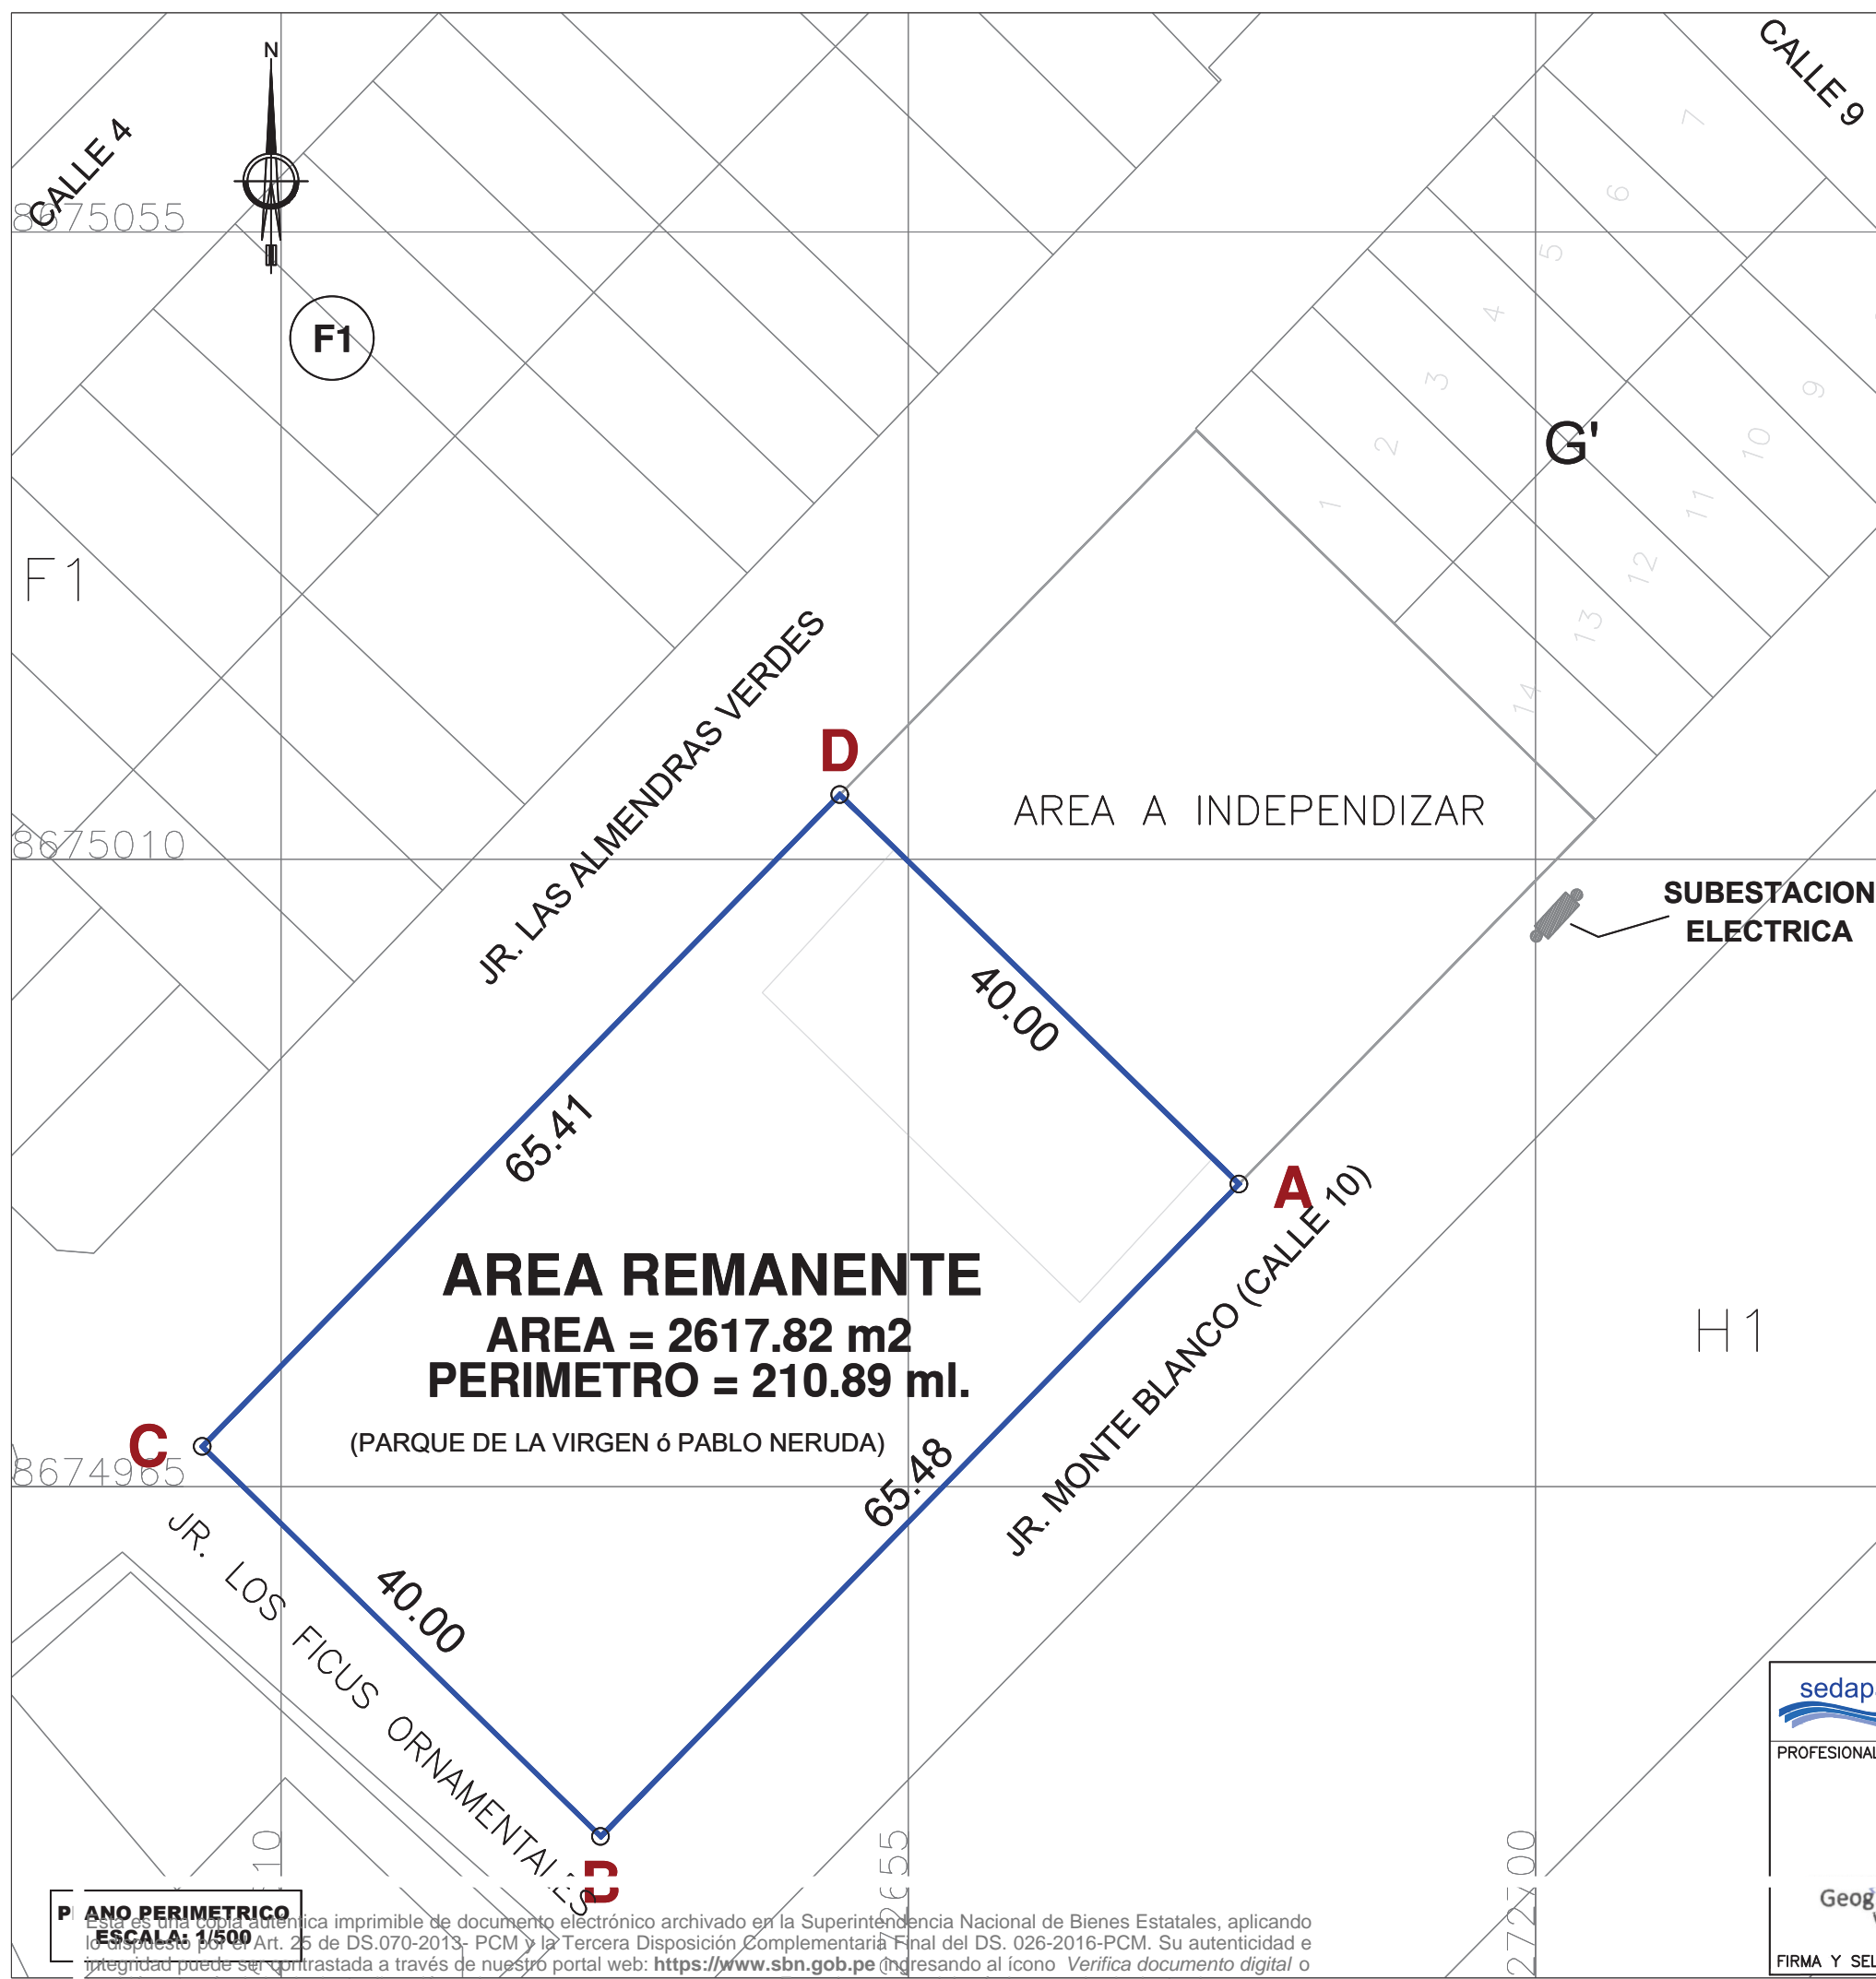 N
CALLE 4
CALLE 9
8675055
F1
F1
7
6
5
4
3
2
1
G'
9
10
11
12
13
14
JR. LAS ALMENDRAS VERDES
D
AREA A INDEPENDIZAR
8675010
SUBESTACION
ELECTRICA
40.00
65.41
A
AREA REMANENTE
AREA = 2617.82 m2
PERIMETRO = 210.89 ml.
(PARQUE DE LA VIRGEN ó PABLO NERUDA)
C
8674965
65.48
JR. MONTE BLANCO (CALLE 10)
H1
JR. LOS FICUS ORNAMENTALES
40.00
B
272700
sedap
PROFESIONAL
Geog
FIRMA Y SEL
PLANO PERIMETRICO
ESCALA: 1/500
Esta es una copia auténtica imprimible de documento electrónico archivado en la Superintendencia Nacional de Bienes Estatales, aplicando
lo dispuesto por el Art. 25 de DS.070-2013- PCM y la Tercera Disposición Complementaria Final del DS. 026-2016-PCM. Su autenticidad e
integridad puede ser contrastada a través de nuestro portal web: https://www.sbn.gob.pe ingresando al ícono Verifica documento digital o